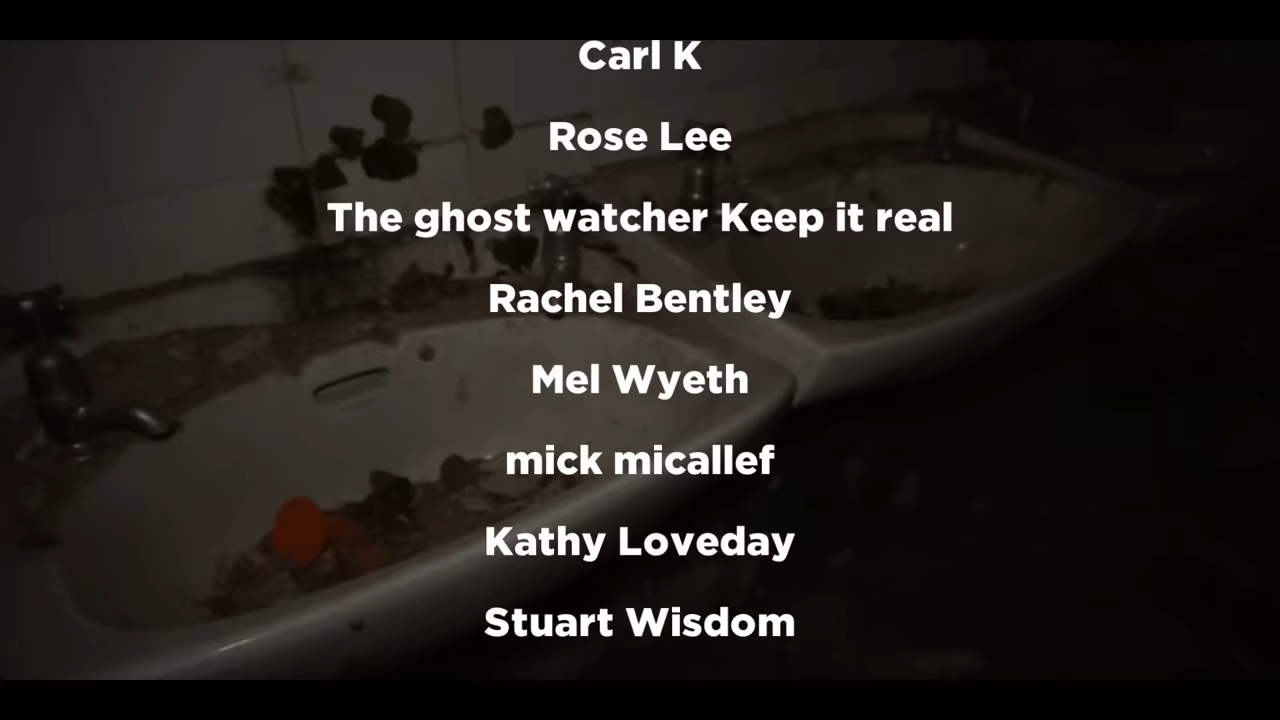 Carl K
Rose Lee
The ghost watcher Keep it real
Rachel Bentley
Mel Wyeth
mick micallef
Kathy Loveday
Stuart Wisdom